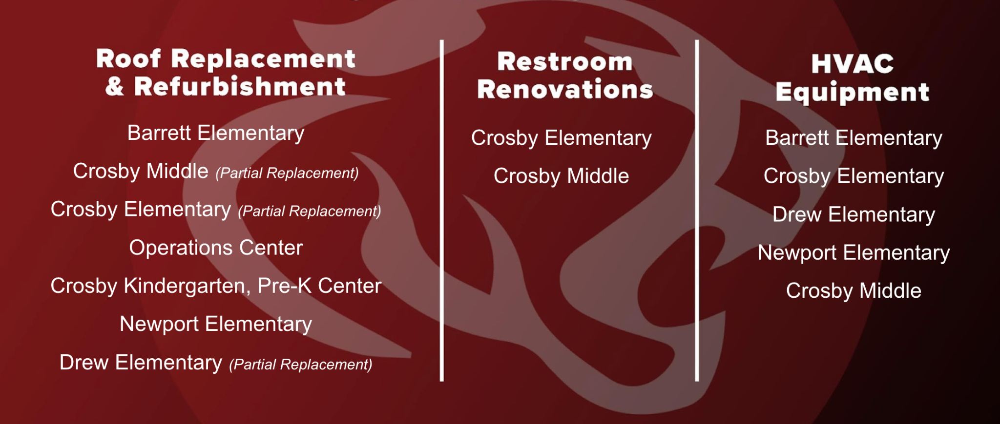 Roof Replacement
& Refurbishment
Barrett Elementary
Crosby Middle (Partial Replacement)
Crosby Elementary (Partial Replacement)
Operations Center
Crosby Kindergarten, Pre-K Center
Newport Elementary
Drew Elementary (Partial Replacement)
Restroom
Renovations
Crosby Elementary
Crosby Middle
HVAC
Equipment
Barrett Elementary
Crosby Elementary
Drew Elementary
Newport Elementary
Crosby Middle